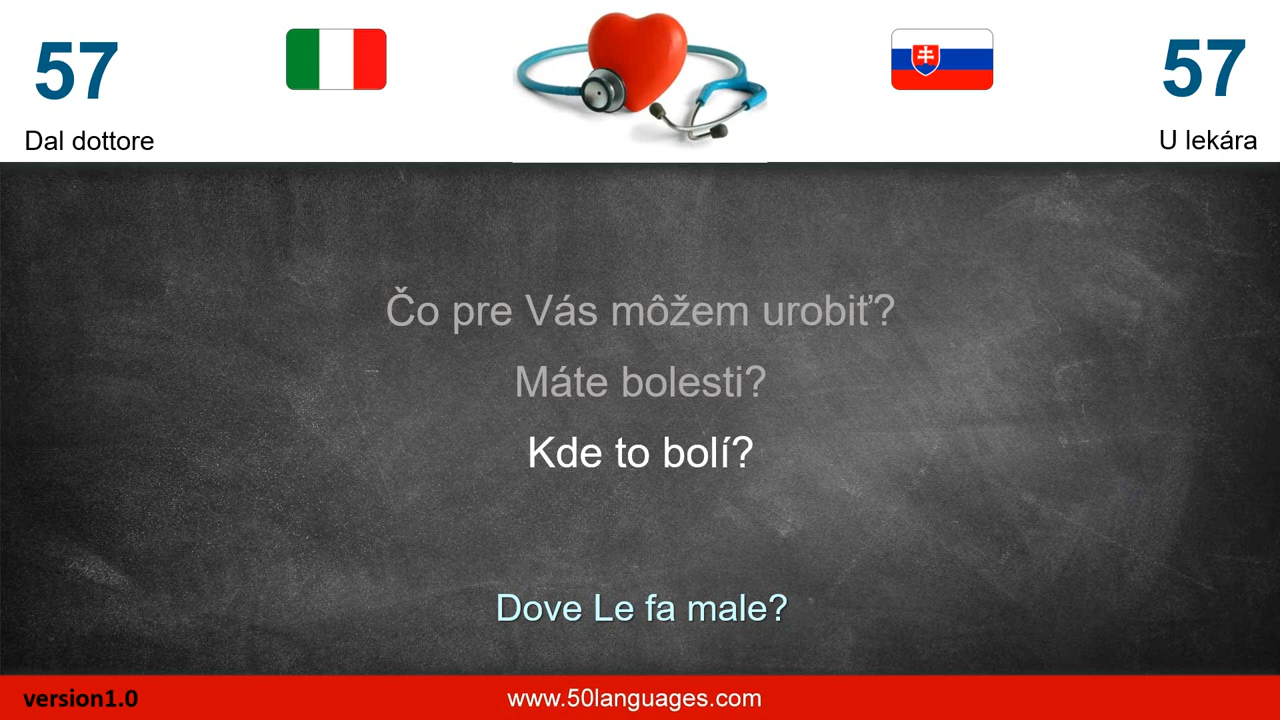 57
57
Dal dottore
U lekára
Čo pre Vás môžem urobiť?
Máte bolesti?
Kde to bolí?
Dove Le fa male?
version1.0
www.50languages.com